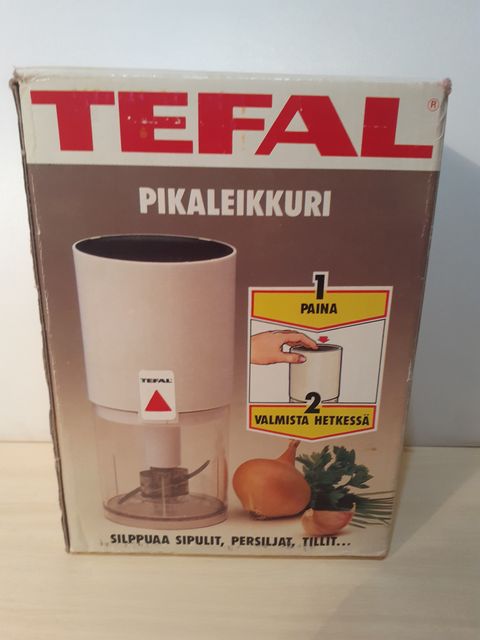 TEFAL®
PIKALEIKKURI
1
PAINA
2
VALMISTA HETKESSÄ
TEFAL
SILPPUAA SIPULIT, PERSILJAT, TILLIT...